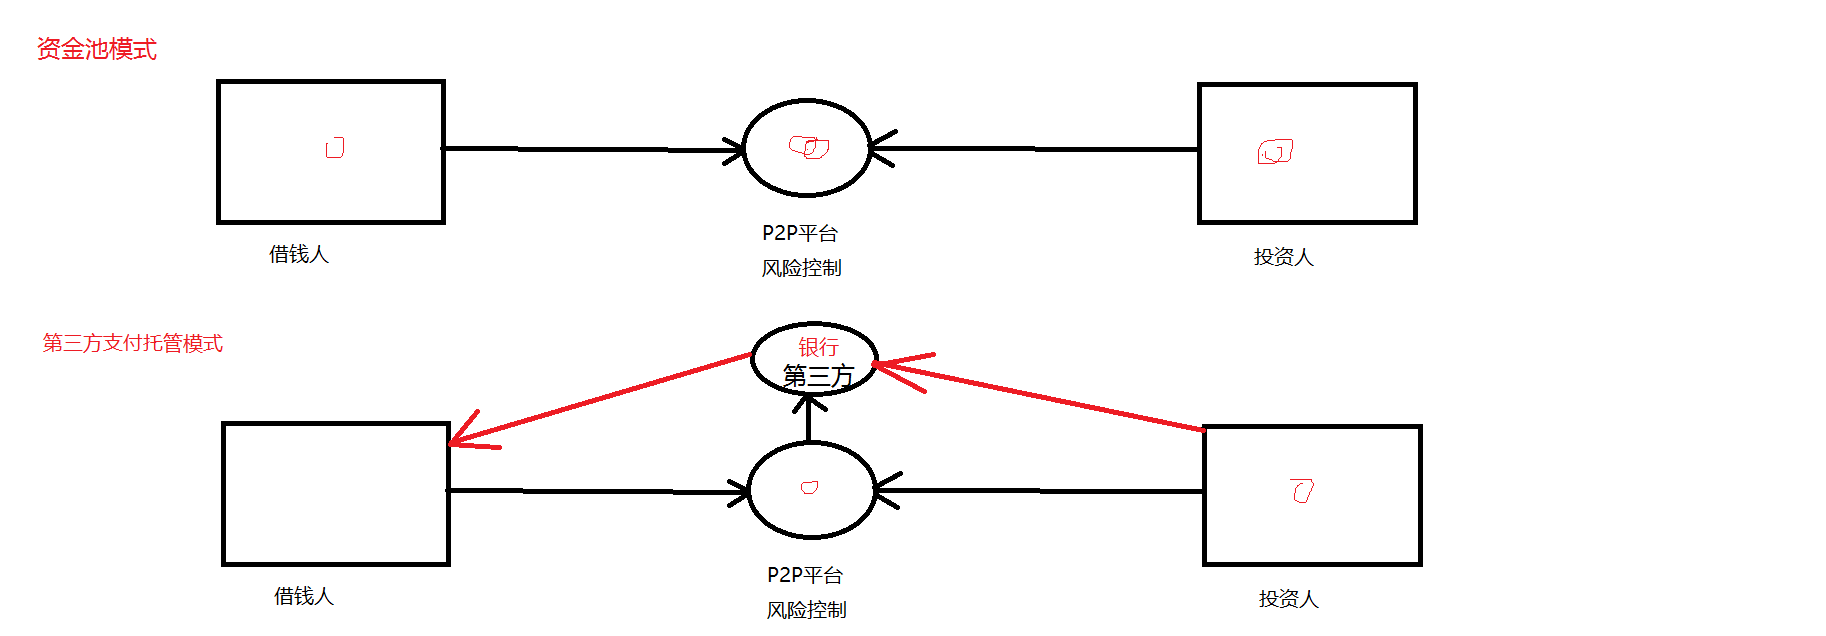 资金池模式
借钱人
P2P平台
风险控制
投资人
第三方支付托管模式
银行
第三方
借钱人
P2P平台
风险控制
投资人